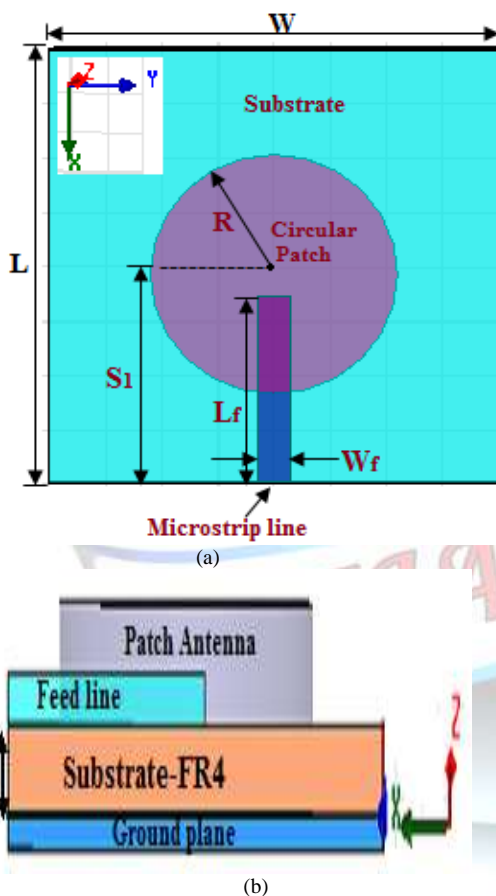 W
Z
Y
X
Substrate
R
Circular
Patch
L
S1
Lf
Wf
Microstrip line
(a)
Patch Antenna
Feed line
Z
Substrate-FR4
X
Ground plane
(b)